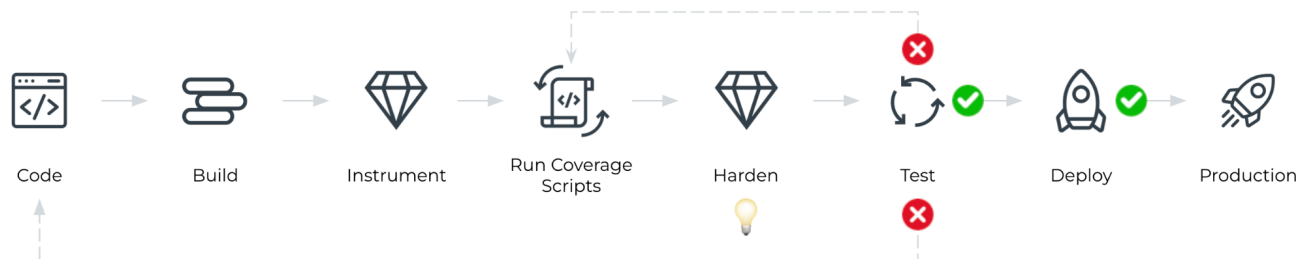 </>
</>
Code
Build
Instrument
Run Coverage
Scripts
Harden
Test
Deploy
Production